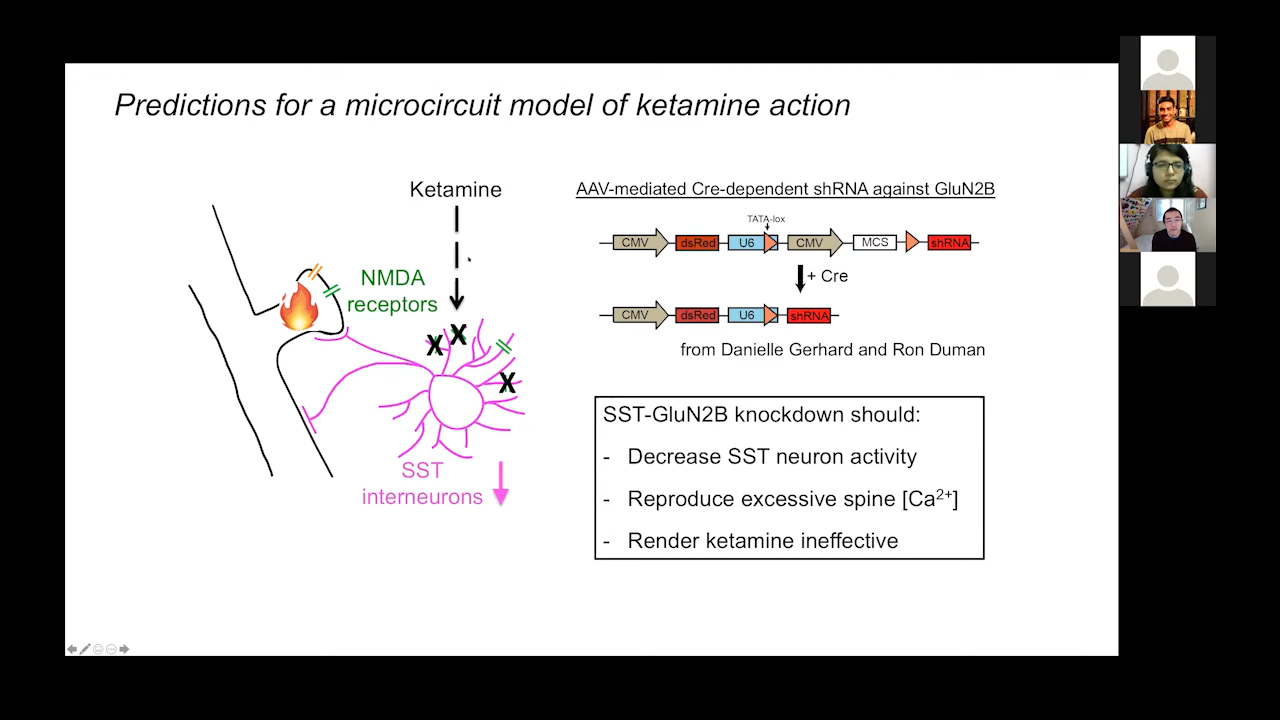 Predictions for a microcircuit model of ketamine action
Ketamine
NMDA
receptors
X X
X
SST
interneurons
AAV-mediated Cre-dependent shRNA against GluN2B
TATA-lox
CMV dsRed U6 CMV MCS shRNA
+ Cre
CMV dsRed U6 shRNA
from Danielle Gerhard and Ron Duman
SST-GluN2B knockdown should:
- Decrease SST neuron activity
- Reproduce excessive spine [Ca²⁺]
- Render ketamine ineffective